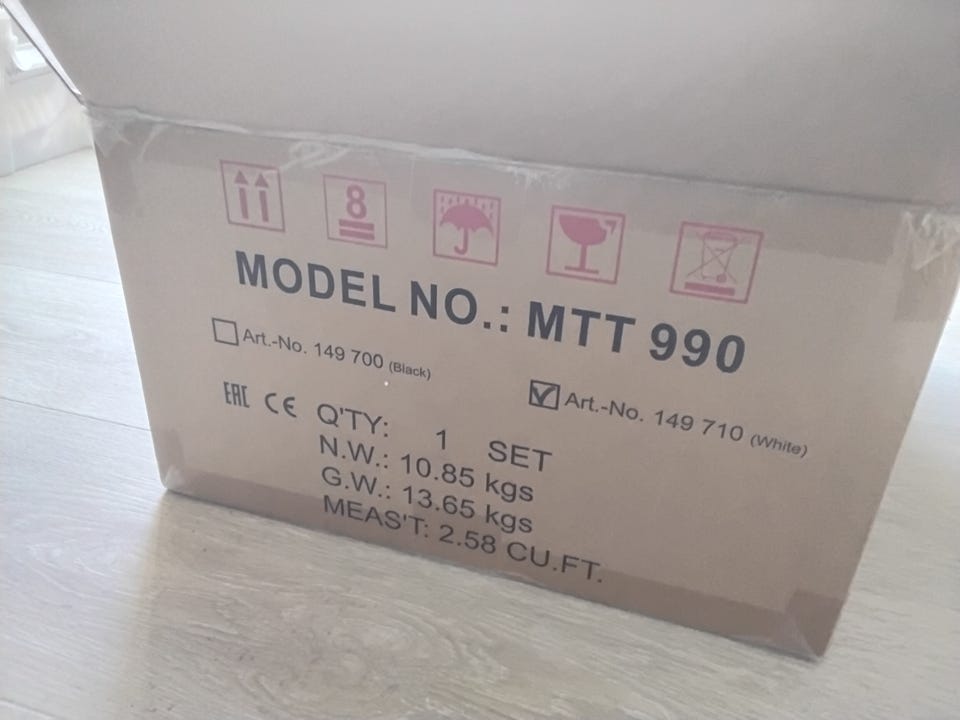 8
MODEL NO.: MTT 990
Art.-No. 149 700 (Black)
Art.-No. 149 710 (White)
EAC CE
Q'TY: 1 SET
N.W.: 10.85 kgs
G.W.: 13.65 kgs
MEAS'T: 2.58 CU.FT.